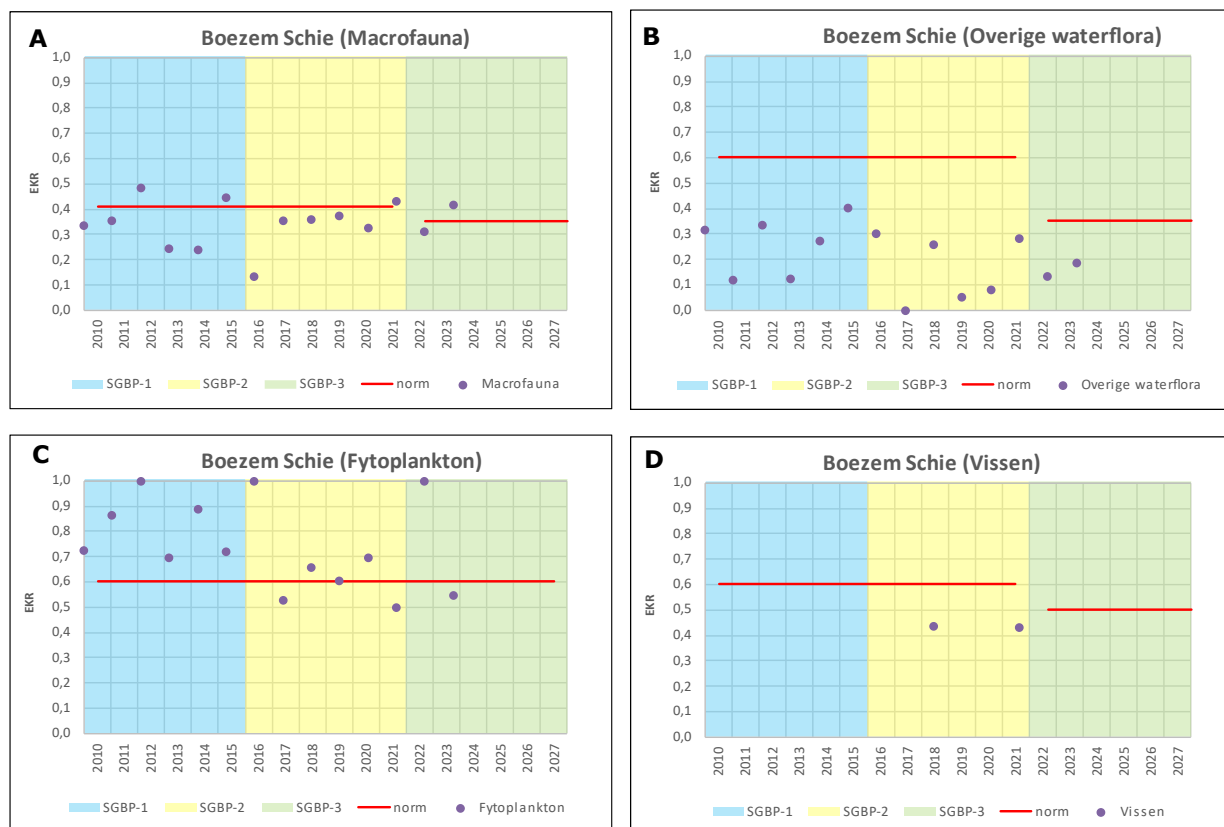 A
Boezem Schie (Macrofauna)
EKR
1,0
0,9
0,8
0,7
0,6
0,5
0,4
0,3
0,2
0,1
0,0
2010 2011 2012 2013 2014 2015 2016 2017 2018 2019 2020 2021 2022 2023 2024 2025 2026 2027
SGBP-1 SGBP-2 SGBP-3 norm Macrofauna
B
Boezem Schie (Overige waterflora)
EKR
1,0
0,9
0,8
0,7
0,6
0,5
0,4
0,3
0,2
0,1
0,0
2010 2011 2012 2013 2014 2015 2016 2017 2018 2019 2020 2021 2022 2023 2024 2025 2026 2027
SGBP-1 SGBP-2 SGBP-3 norm Overige waterflora
C
Boezem Schie (Fytoplankton)
EKR
1,0
0,9
0,8
0,7
0,6
0,5
0,4
0,3
0,2
0,1
0,0
2010 2011 2012 2013 2014 2015 2016 2017 2018 2019 2020 2021 2022 2023 2024 2025 2026 2027
SGBP-1 SGBP-2 SGBP-3 norm Fytoplankton
D
Boezem Schie (Vissen)
EKR
1,0
0,9
0,8
0,7
0,6
0,5
0,4
0,3
0,2
0,1
0,0
2010 2011 2012 2013 2014 2015 2016 2017 2018 2019 2020 2021 2022 2023 2024 2025 2026 2027
SGBP-1 SGBP-2 SGBP-3 norm Vissen